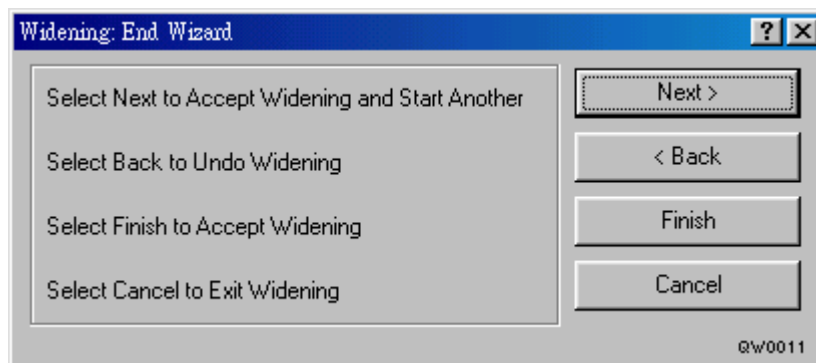 Widening: End Wizard
Select Next to Accept Widening and Start Another
Next >
Select Back to Undo Widening
< Back
Select Finish to Accept Widening
Finish
Select Cancel to Exit Widening
Cancel
QW0011